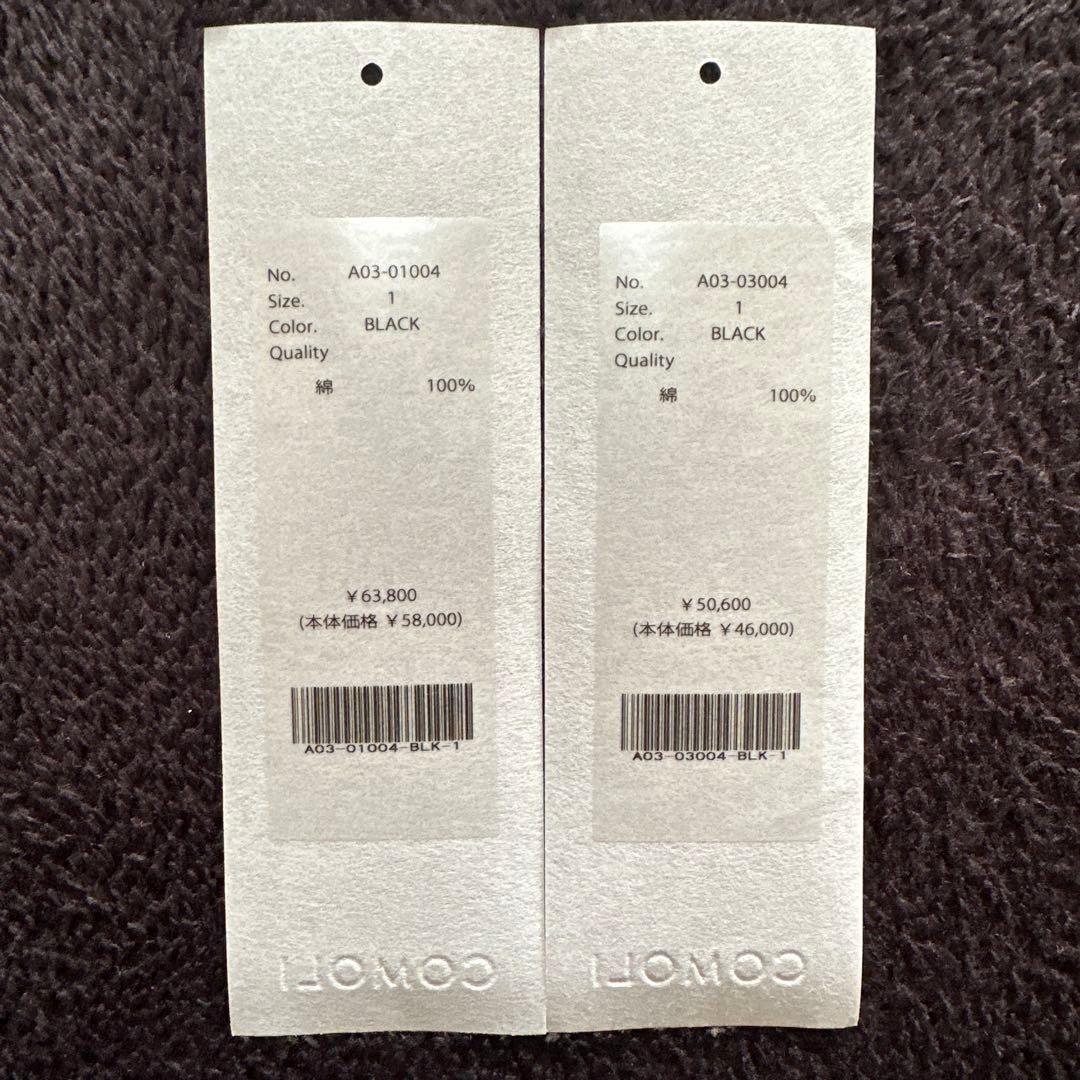 No. A03-01004
Size. 1
Color. BLACK
Quality
綿 100%
¥63,800
(本体価格 ¥58,000)
A03-01004-BLK-1
No. A03-03004
Size. 1
Color. BLACK
Quality
綿 100%
¥50,600
(本体価格 ¥46,000)
A03-03004-BLK-1